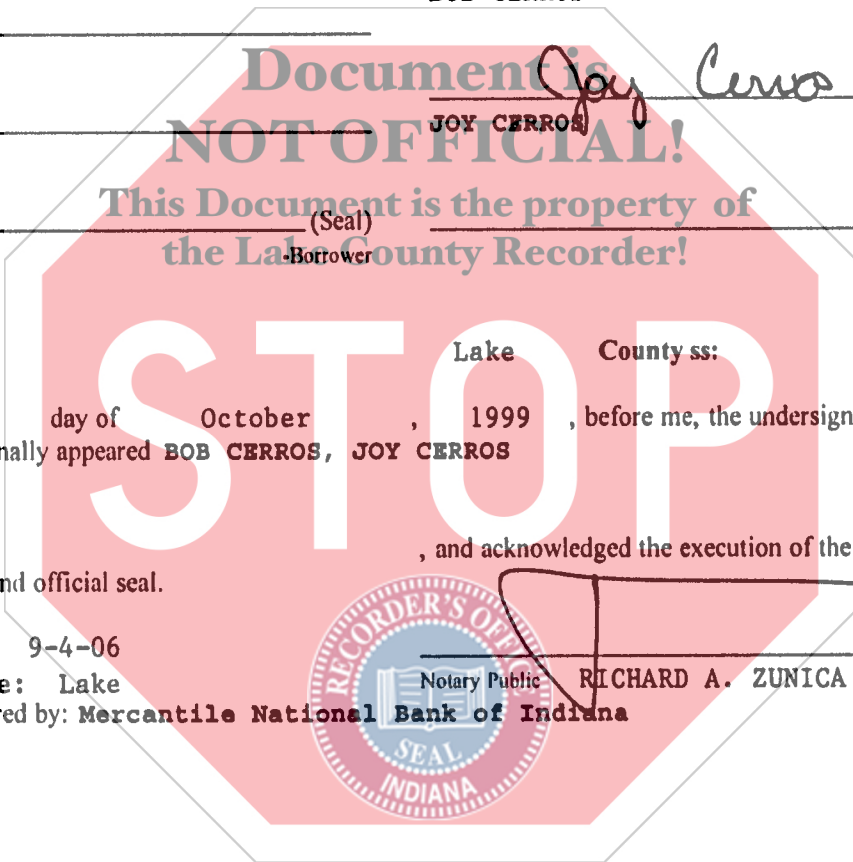 Document is
Joy Cerros
NOT OFFICIAL!
JOY CERROS
This Document is the property of
(Seal)
the Lake County Recorder!
-Borrower
STOP
Lake County ss:
day of October , 1999 , before me, the undersign
nally appeared BOB CERROS, JOY CERROS
, and acknowledged the execution of the
nd official seal.
RECORDER'S OFFICE
9-4-06
e: Lake Notary Public RICHARD A. ZUNICA
red by: Mercantile National Bank of Indiana
SEAL
INDIANA